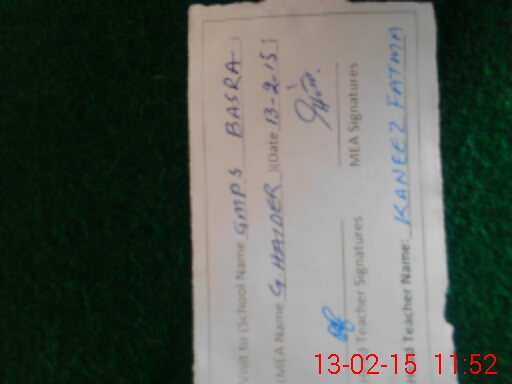 Visit to (School Name GMPS BASRA )
(MEA Name G HAIDER )(Date 13-2-15 )
d Teacher Signatures MEA Signatures
d Teacher Name: KANEEZ FATMA
13-02-15 11:52